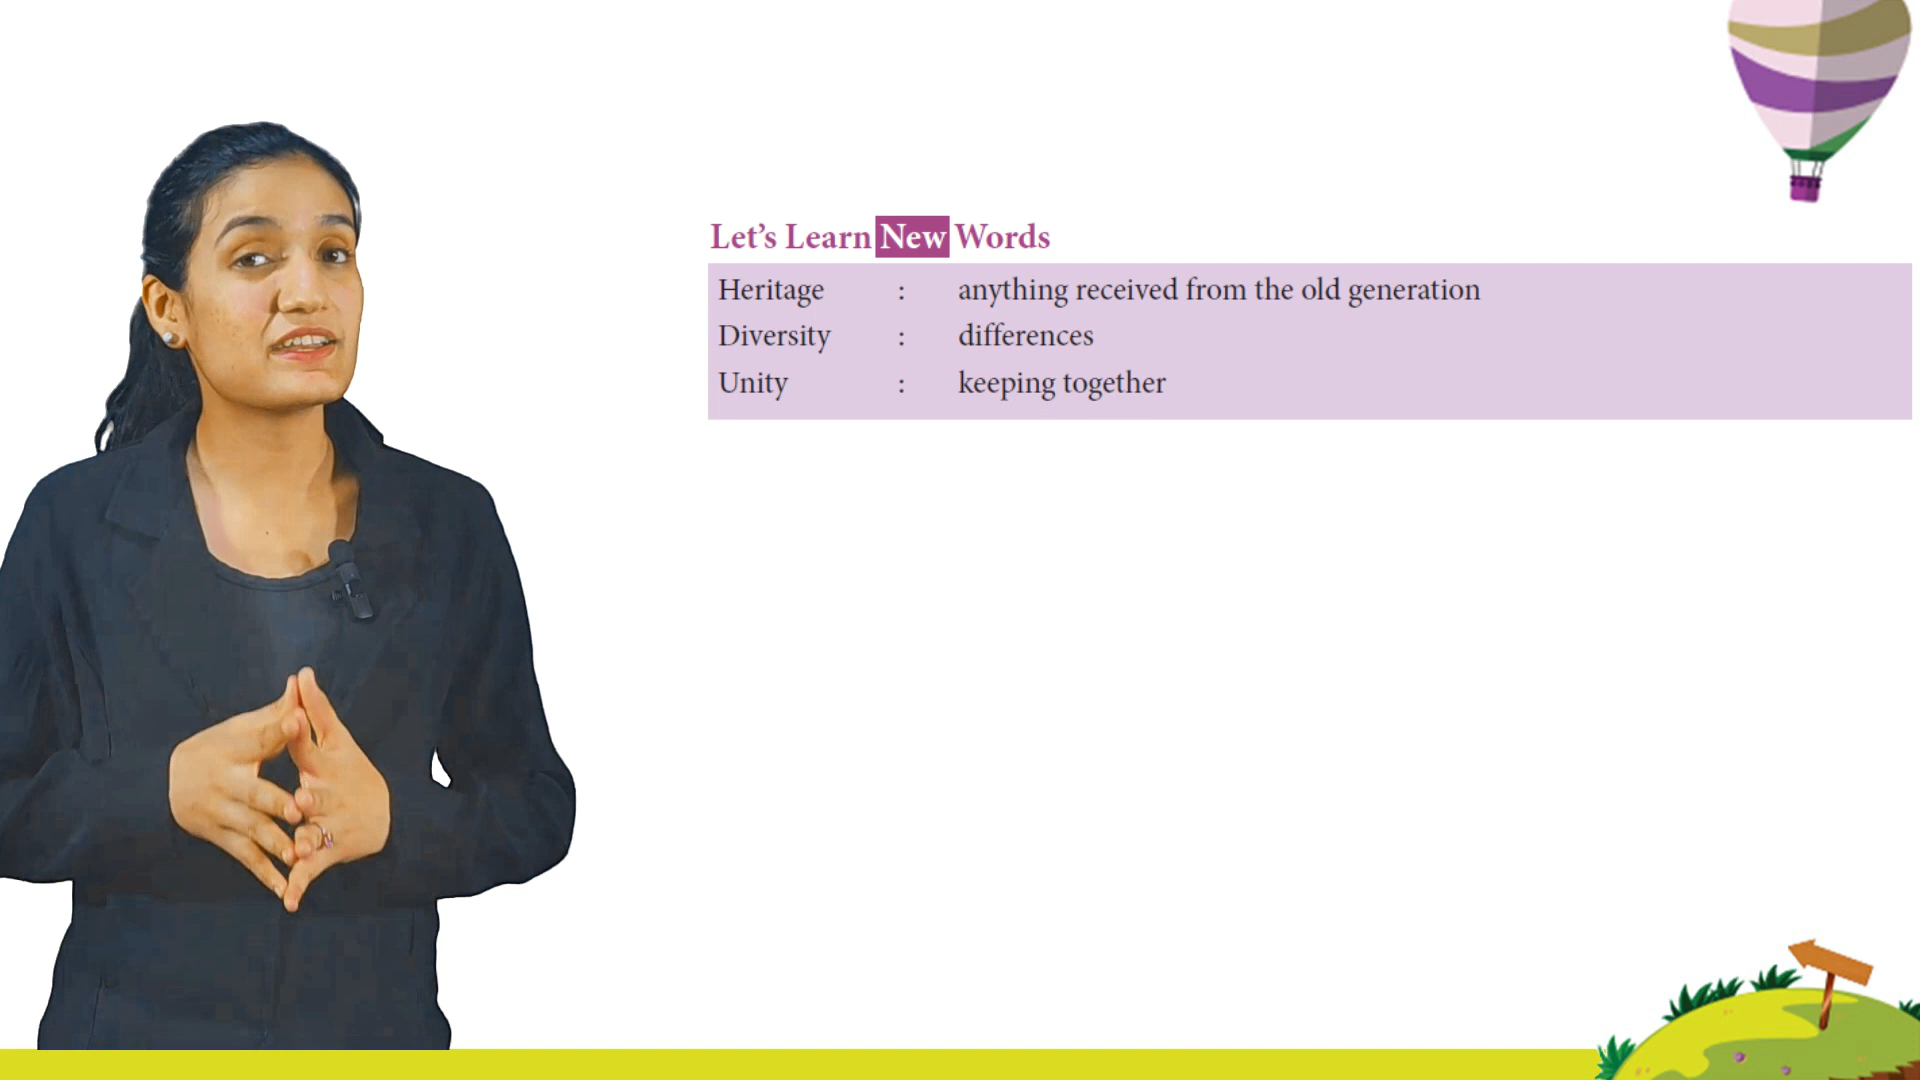 Let's Learn New Words
Heritage : anything received from the old generation
Diversity : differences
Unity : keeping together